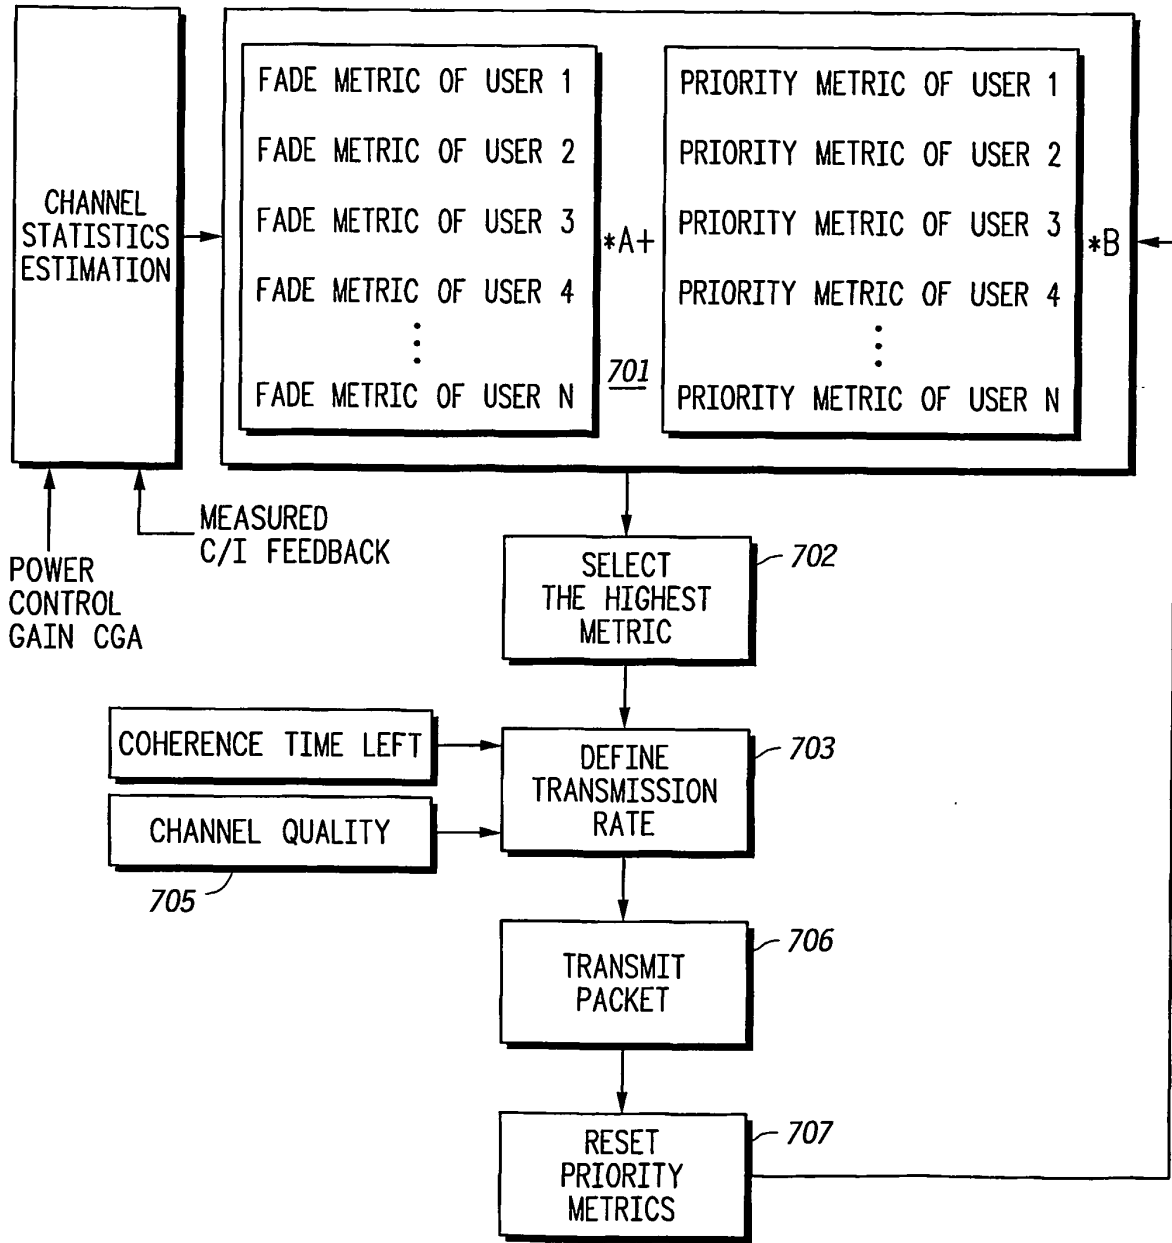 CHANNEL
STATISTICS
ESTIMATION
FADE METRIC OF USER 1
FADE METRIC OF USER 2
FADE METRIC OF USER 3
FADE METRIC OF USER 4
FADE METRIC OF USER N
*A+
701
PRIORITY METRIC OF USER 1
PRIORITY METRIC OF USER 2
PRIORITY METRIC OF USER 3
PRIORITY METRIC OF USER 4
PRIORITY METRIC OF USER N
*B
MEASURED
C/I FEEDBACK
POWER
CONTROL
GAIN CGA
SELECT
THE HIGHEST
METRIC
702
COHERENCE TIME LEFT
CHANNEL QUALITY
705
DEFINE
TRANSMISSION
RATE
703
TRANSMIT
PACKET
706
RESET
PRIORITY
METRICS
707